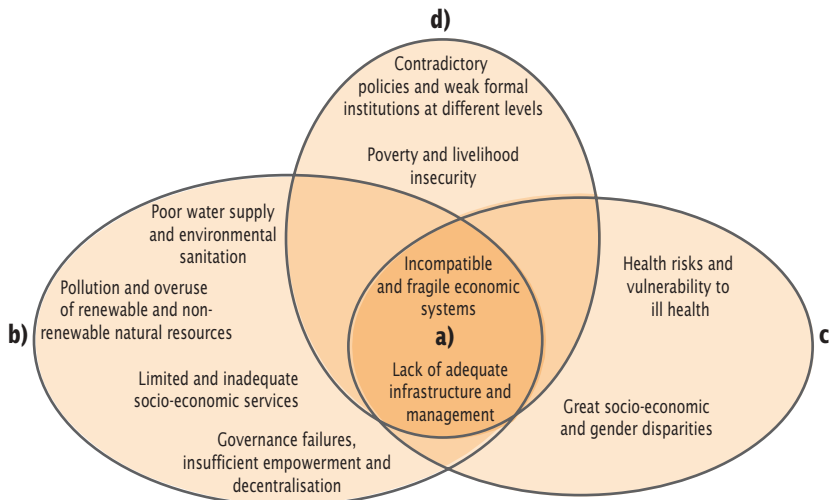 d)
Contradictory
policies and weak formal
institutions at different levels
Poverty and livelihood
insecurity
Poor water supply
and environmental
sanitation
Pollution and overuse
of renewable and non-
renewable natural resources
b)
Limited and inadequate
socio-economic services
Governance failures,
insufficient empowerment and
decentralisation
Incompatible
and fragile economic
systems
a)
Lack of adequate
infrastructure and
management
Health risks and
vulnerability to
ill health
c
Great socio-economic
and gender disparities